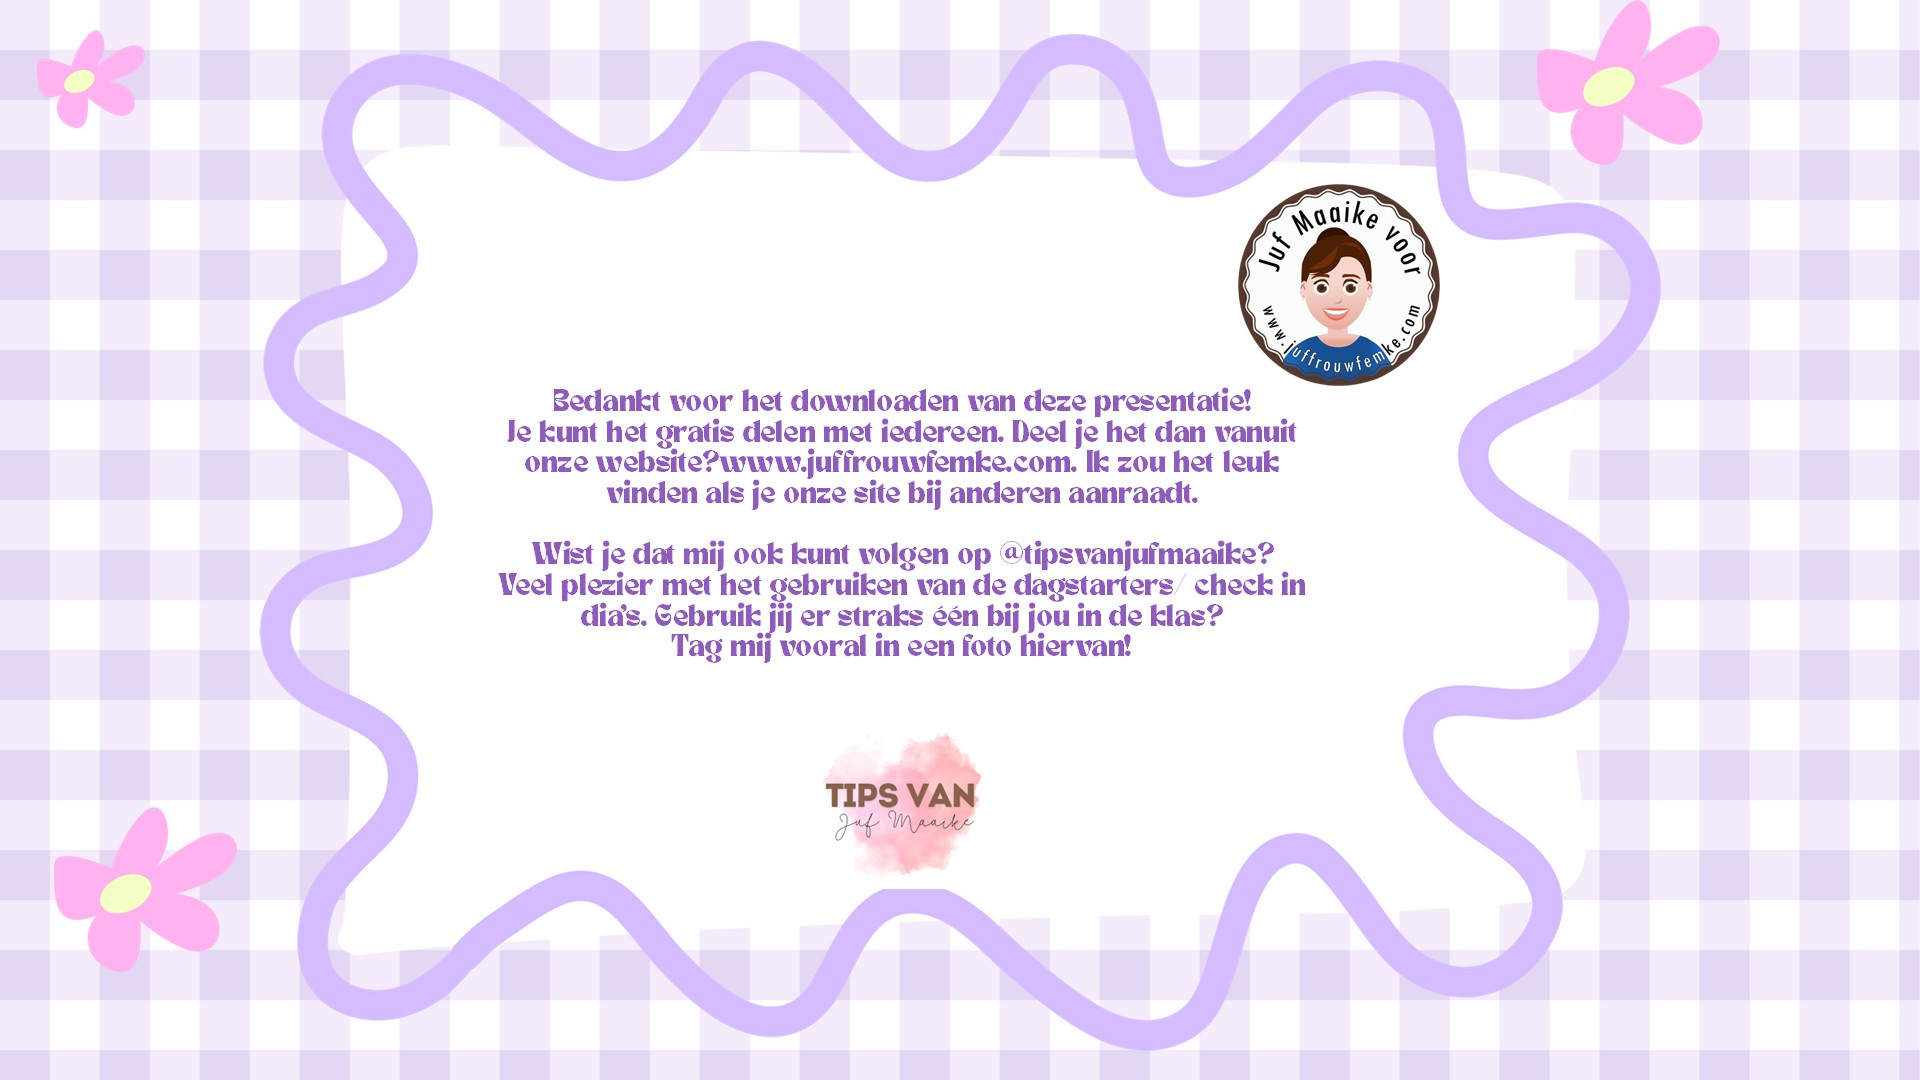 Juf Maaike voor
www.juffrouwfemke.com
Bedankt voor het downloaden van deze presentatie!
Je kunt het gratis delen met iedereen. Deel je het dan vanuit
onze website?www.juffrouwfemke.com. Ik zou het leuk
vinden als je onze site bij anderen aanraadt.
Wist je dat mij ook kunt volgen op @tipsvanjufmaaike?
Veel plezier met het gebruiken van de dagstarters/ check in
dia's. Gebruik jij er straks één bij jou in de klas?
Tag mij vooral in een foto hiervan!
TIPS VAN
Juf Maaike